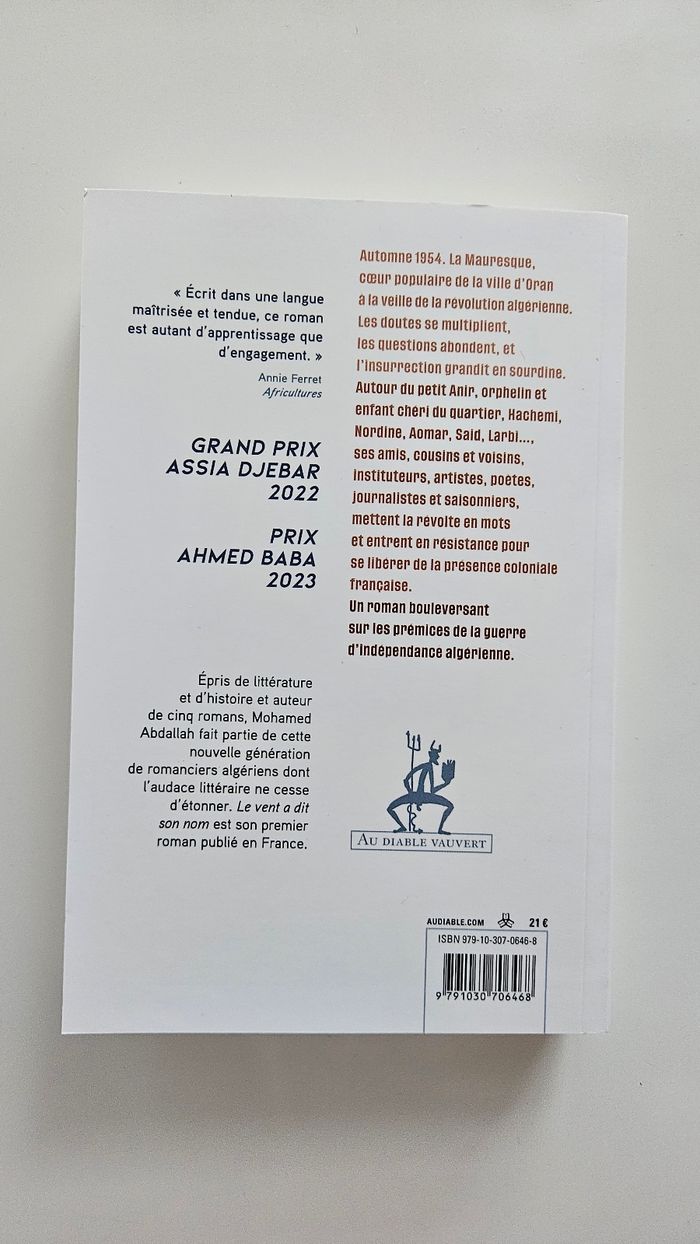 « Écrit dans une langue
maîtrisée et tendue, ce roman
est autant d'apprentissage que
d'engagement. »
Annie Ferret
Africultures
GRAND PRIX
ASSIA DJEBAR
2022
PRIX
AHMED BABA
2023
Épris de littérature
et d'histoire et auteur
de cinq romans, Mohamed
Abdallah fait partie de cette
nouvelle génération
de romanciers algériens dont
l'audace littéraire ne cesse
d'étonner. Le vent a dit
son nom est son premier
roman publié en France.
Automne 1954. La Mauresque,
cœur populaire de la ville d'Oran
à la veille de la révolution algérienne.
Les doutes se multiplient,
les questions abondent, et
l'insurrection grandit en sourdine.
Autour du petit Anir, orphelin et
enfant chéri du quartier, Hachemi,
Nordine, Aomar, Saïd, Larbi...,
ses amis, cousins et voisins,
instituteurs, artistes, poètes,
journalistes et saisonniers,
mettent la révolte en mots
et entrent en résistance pour
se libérer de la présence coloniale
française.
Un roman bouleversant
sur les prémices de la guerre
d'indépendance algérienne.
AU DIABLE VAUVERT
AUDIABLE.COM 21 €
ISBN 979-10-307-0646-8
9 791030 706468